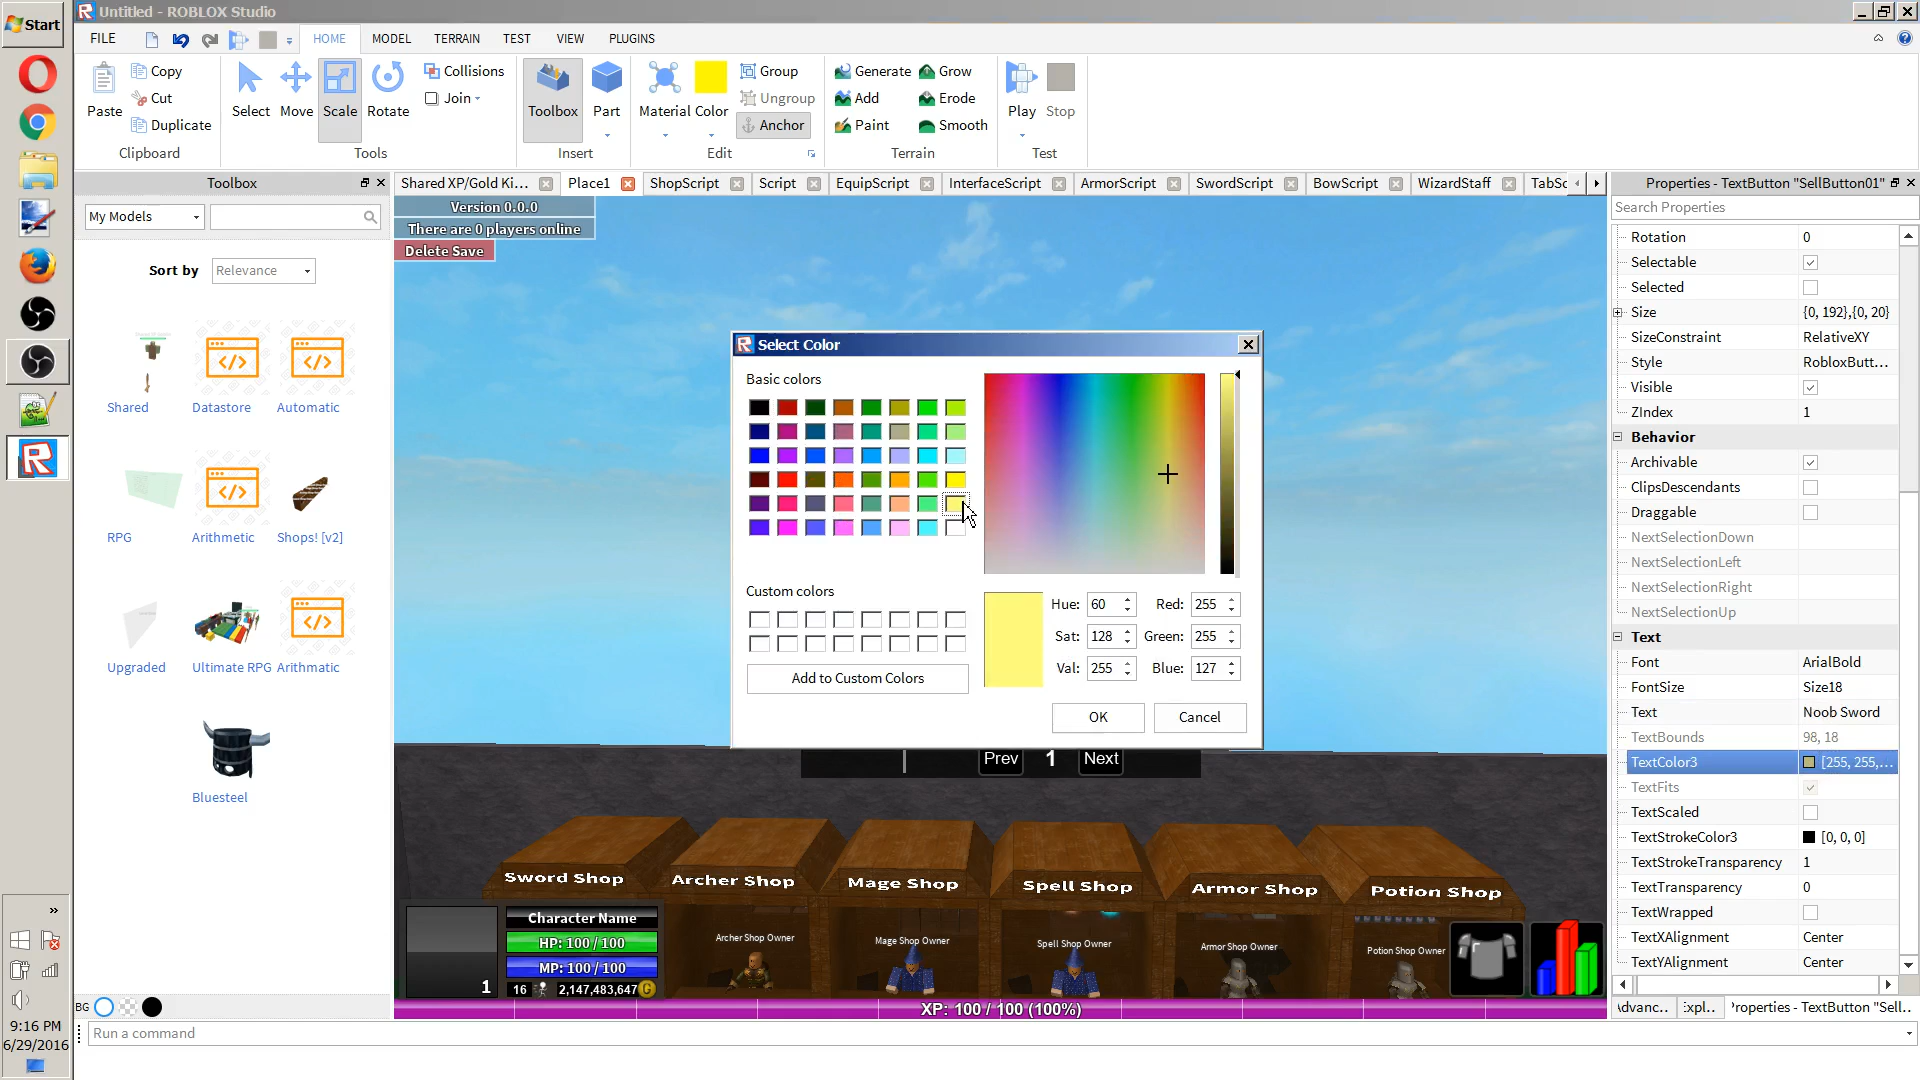 Start
Untitled - ROBLOX Studio
FILE
HOME
MODEL
TERRAIN
TEST
VIEW
PLUGINS
Paste
Copy
Cut
Duplicate
Clipboard
Select
Move
Scale
Rotate
Collisions
Join
Tools
Toolbox
Part
Insert
Material
Color
Group
Ungroup
Anchor
Edit
Generate
Grow
Add
Erode
Paint
Smooth
Terrain
Play
Stop
Test
Toolbox
Shared XP/Gold Ki...
Place1
ShopScript
Script
EquipScript
InterfaceScript
ArmorScript
SwordScript
BowScript
WizardStaff
TabSc
Properties - TextButton "SellButton01"
My Models
Sort by
Relevance
Shared
Datastore
Automatic
RPG
Arithmetic
Shops! [v2]
Upgraded
Ultimate RPG
Arithmatic
Bluesteel
BG
Version 0.0.0
There are 0 players online
Delete Save
Select Color
Basic colors
Custom colors
Add to Custom Colors
Hue: 60
Red: 255
Sat: 128
Green: 255
Val: 255
Blue: 127
OK
Cancel
Prev
1
Next
Sword Shop
Archer Shop
Mage Shop
Spell Shop
Armor Shop
Potion Shop
Archer Shop Owner
Mage Shop Owner
Spell Shop Owner
Armor Shop Owner
Potion Shop Owner
Character Name
HP: 100 / 100
MP: 100 / 100
1
16
2,147,483,647
XP: 100 / 100 (100%)
Search Properties
Rotation 0
Selectable
Selected
Size {0, 192},{0, 20}
SizeConstraint RelativeXY
Style RobloxButt...
Visible
ZIndex 1
Behavior
Archivable
ClipsDescendants
Draggable
NextSelectionDown
NextSelectionLeft
NextSelectionRight
NextSelectionUp
Text
Font ArialBold
FontSize Size18
Text Noob Sword
TextBounds 98, 18
TextColor3 [255, 255,...
TextFits
TextScaled
TextStrokeColor3 [0, 0, 0]
TextStrokeTransparency 1
TextTransparency 0
TextWrapped
TextXAlignment Center
TextYAlignment Center
Advanc..
Expl..
Properties - TextButton "Sell..
Run a command
9:16 PM
6/29/2016